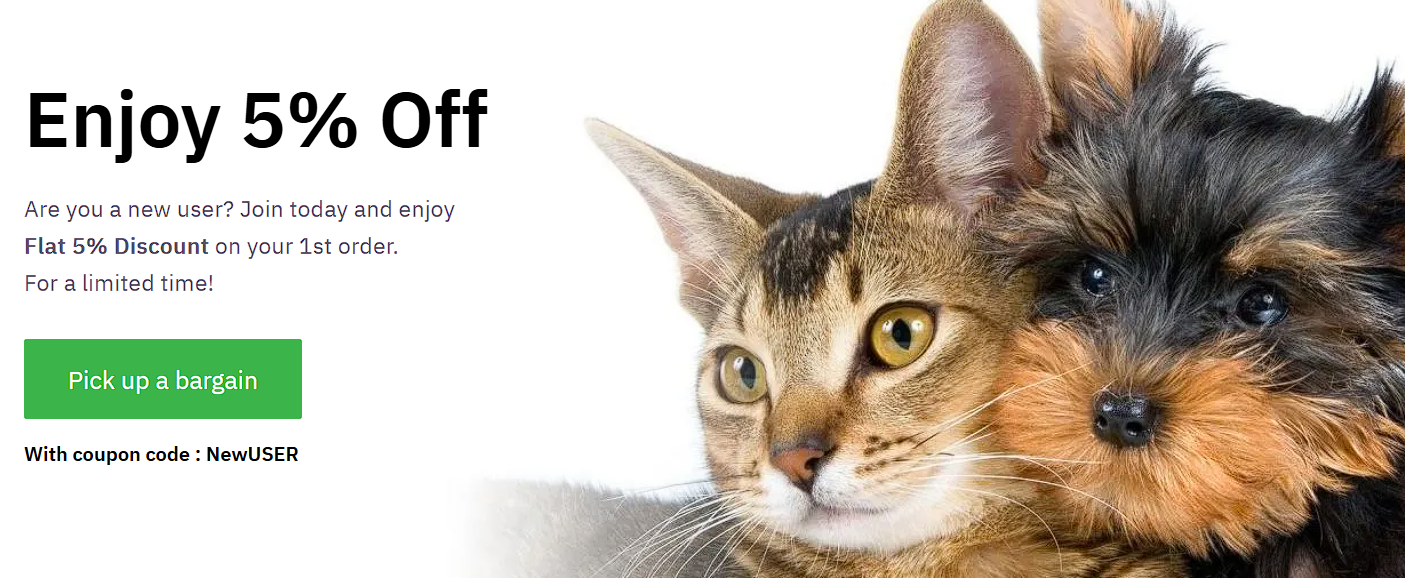 Enjoy 5% Off
Are you a new user? Join today and enjoy
Flat 5% Discount on your 1st order.
For a limited time!
Pick up a bargain
With coupon code : NewUSER